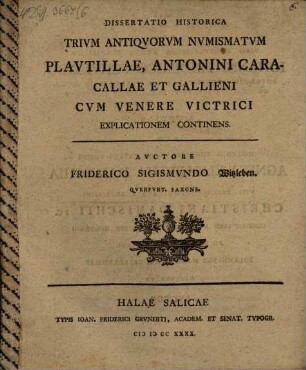 DISSERTATIO HISTORICA
TRIVM ANTIQVORVM NVMISMATVM
PLAVTILLAE, ANTONINI CARA-
CALLAE ET GALLIENI
CVM VENERE VICTRICI
EXPLICATIONEM CONTINENS.
AVCTORE
FRIDERICO SIGISMVNDO Witzleben.
QVERFVRT. SAXONE.
HALAE SALICAE
TYPIS IOAN. FRIDERICI GRVNERTI, ACADEM. ET SENAT. TYPOGR.
CIƆ IƆ CC XXXX.